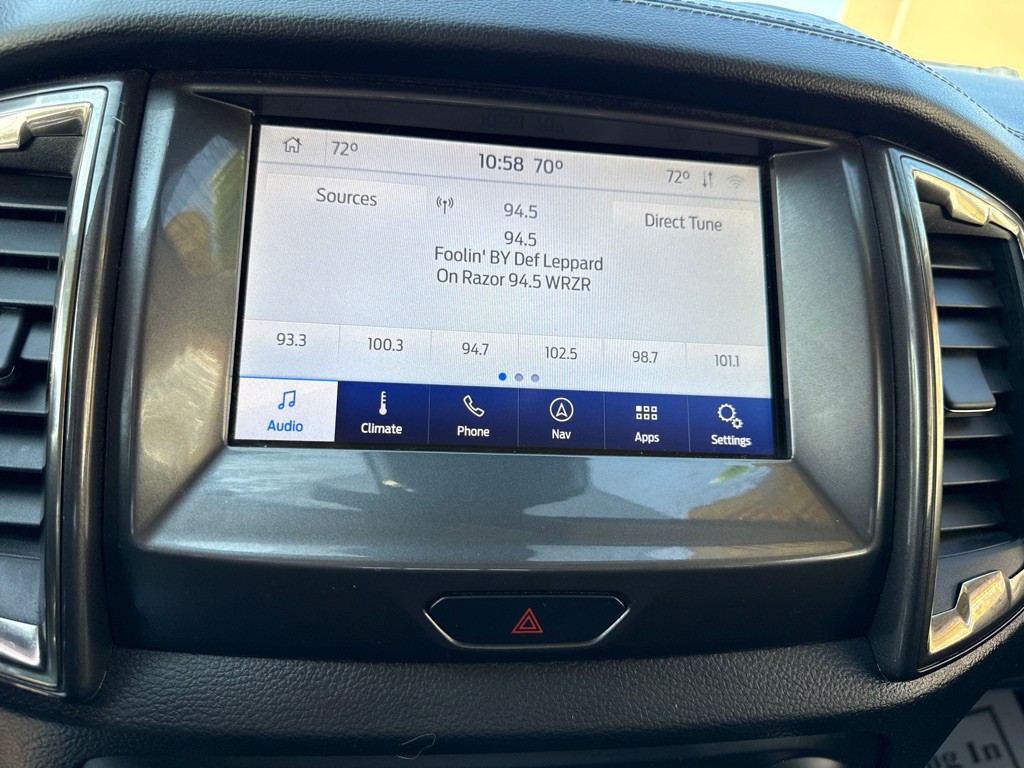 72° 10:58 70° 72°
Sources 94.5 Direct Tune
94.5
Foolin' BY Def Leppard
On Razor 94.5 WRZR
93.3 100.3 94.7 102.5 98.7 101.1
Audio Climate Phone Nav Apps Settings
In